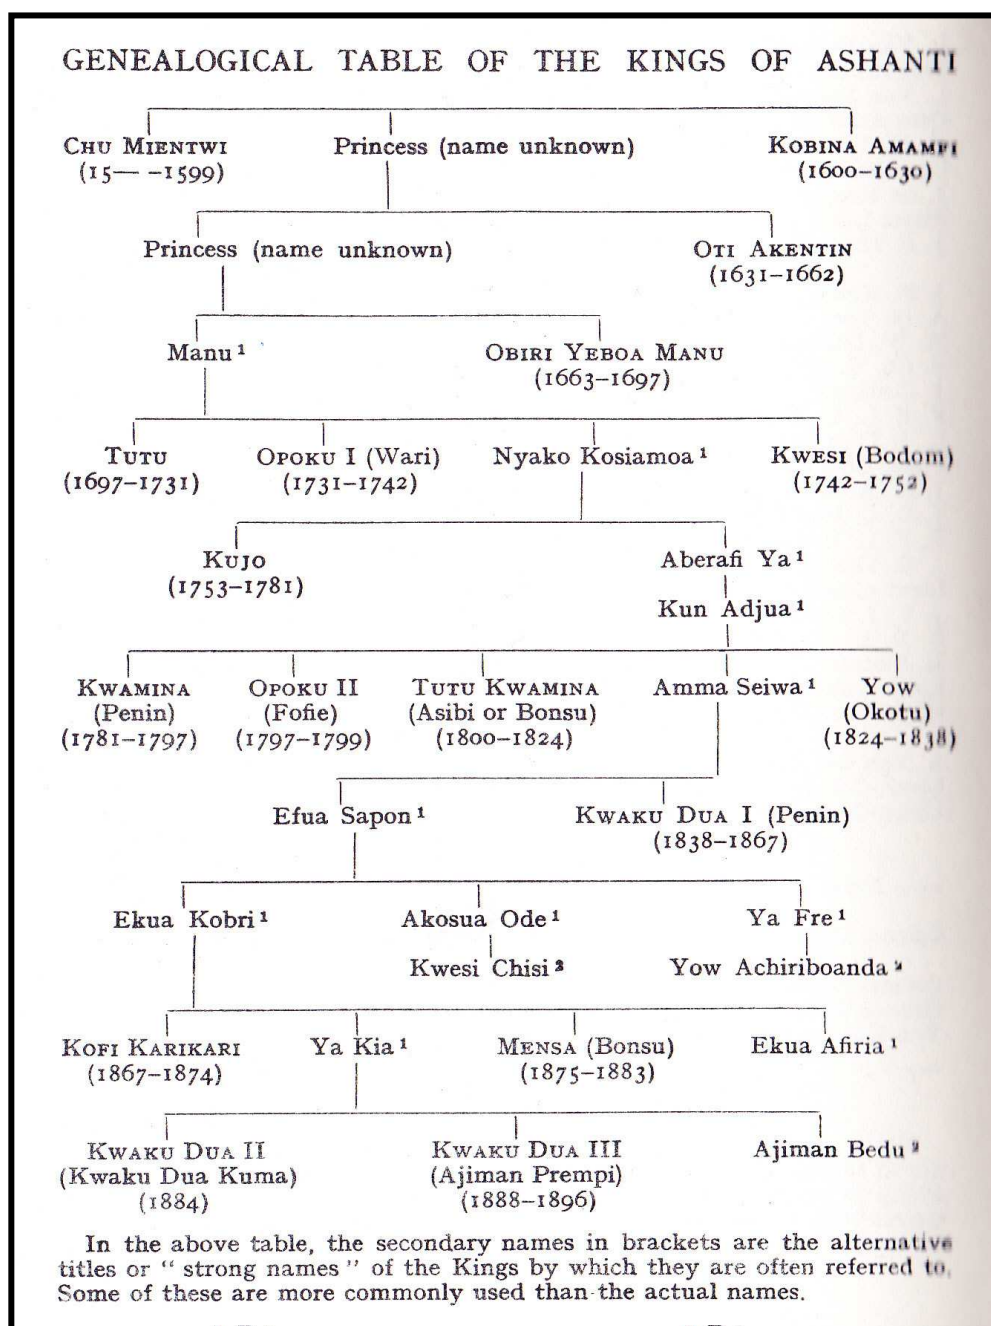 GENEALOGICAL TABLE OF THE KINGS OF ASHANTI
CHU MIENTWI Princess (name unknown) KOBINA AMAMFI
(15— -1599) (1600–1630)
Princess (name unknown) OTI AKENTIN
(1631–1662)
Manu ¹ OBIRI YEBOA MANU
(1663–1697)
TUTU OPOKU I (Wari) Nyako Kosiamoa ¹ KWESI (Bodom)
(1697–1731) (1731–1742) (1742–1752)
KUJO Aberafi Ya ¹
(1753–1781)
Kun Adjua ¹
KWAMINA OPOKU II TUTU KWAMINA Amma Seiwa ¹ YOW
(Penin) (Fofie) (Asibi or Bonsu) (Okotu)
(1781–1797) (1797–1799) (1800–1824) (1824–1838)
Efua Sapon ¹ KWAKU DUA I (Penin)
(1838–1867)
Ekua Kobri ¹ Akosua Ode ¹ Ya Fre ¹
Kwesi Chisi ² Yow Achiriboanda ²
KOFI KARIKARI Ya Kia ¹ MENSA (Bonsu) Ekua Afiria ¹
(1867–1874) (1875–1883)
KWAKU DUA II KWAKU DUA III Ajiman Bedu ²
(Kwaku Dua Kuma) (Ajiman Prempi)
(1884) (1888–1896)
In the above table, the secondary names in brackets are the alternative
titles or " strong names " of the Kings by which they are often referred to.
Some of these are more commonly used than the actual names.